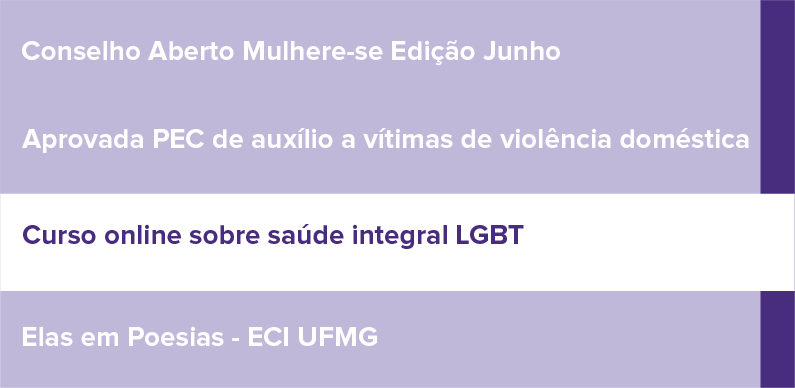 Conselho Aberto Mulhere-se Edição Junho
Aprovada PEC de auxílio a vítimas de violência doméstica
Curso online sobre saúde integral LGBT
Elas em Poesias - ECI UFMG